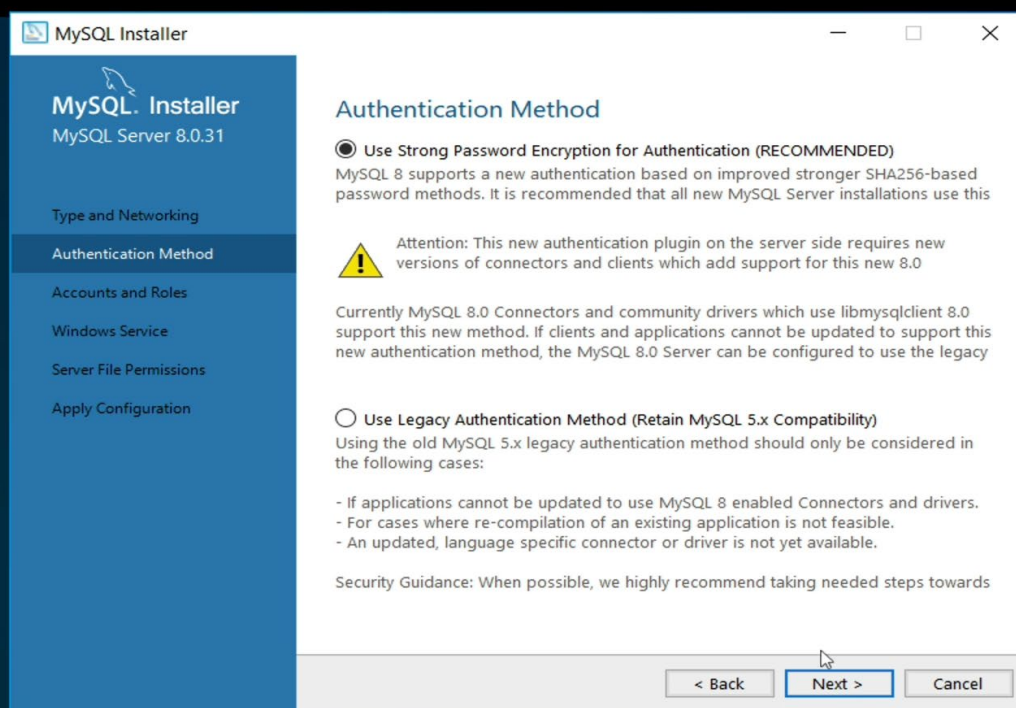 MySQL Installer
MySQL. Installer
MySQL Server 8.0.31
Type and Networking
Authentication Method
Accounts and Roles
Windows Service
Server File Permissions
Apply Configuration
Authentication Method
Use Strong Password Encryption for Authentication (RECOMMENDED)
MySQL 8 supports a new authentication based on improved stronger SHA256-based
password methods. It is recommended that all new MySQL Server installations use this
Attention: This new authentication plugin on the server side requires new
versions of connectors and clients which add support for this new 8.0
Currently MySQL 8.0 Connectors and community drivers which use libmysqlclient 8.0
support this new method. If clients and applications cannot be updated to support this
new authentication method, the MySQL 8.0 Server can be configured to use the legacy
Use Legacy Authentication Method (Retain MySQL 5.x Compatibility)
Using the old MySQL 5.x legacy authentication method should only be considered in
the following cases:
- If applications cannot be updated to use MySQL 8 enabled Connectors and drivers.
- For cases where re-compilation of an existing application is not feasible.
- An updated, language specific connector or driver is not yet available.
Security Guidance: When possible, we highly recommend taking needed steps towards
< Back
Next >
Cancel